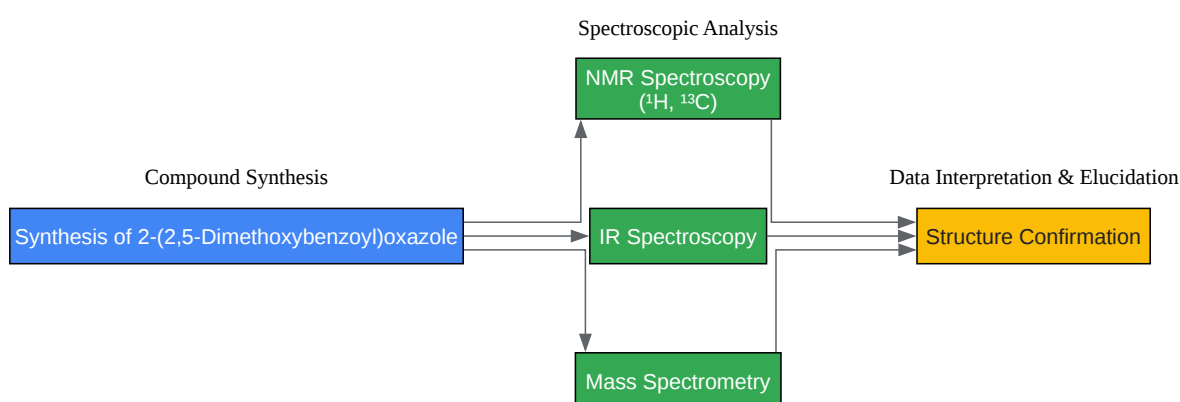 Spectroscopic Analysis
NMR Spectroscopy
(¹H, ¹³C)
Compound Synthesis
Data Interpretation & Elucidation
Synthesis of 2-(2,5-Dimethoxybenzoyl)oxazole
IR Spectroscopy
Structure Confirmation
Mass Spectrometry